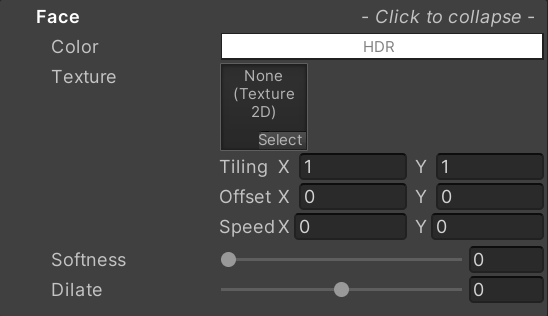 Face - Click to collapse -
Color HDR
Texture None
(Texture
2D)
Select
Tiling X 1 Y 1
Offset X 0 Y 0
Speed X 0 Y 0
Softness 0
Dilate 0